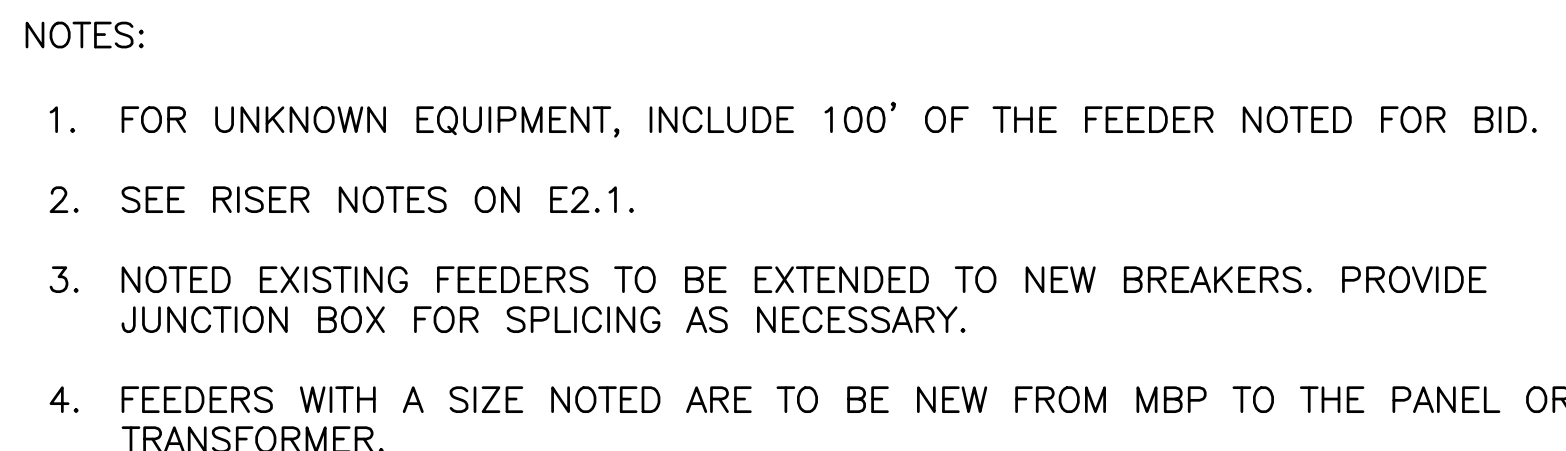 NOTES:
1. FOR UNKNOWN EQUIPMENT, INCLUDE 100' OF THE FEEDER NOTED FOR BID.
2. SEE RISER NOTES ON E2.1.
3. NOTED EXISTING FEEDERS TO BE EXTENDED TO NEW BREAKERS. PROVIDE
JUNCTION BOX FOR SPLICING AS NECESSARY.
4. FEEDERS WITH A SIZE NOTED ARE TO BE NEW FROM MBP TO THE PANEL OR
TRANSFORMER.